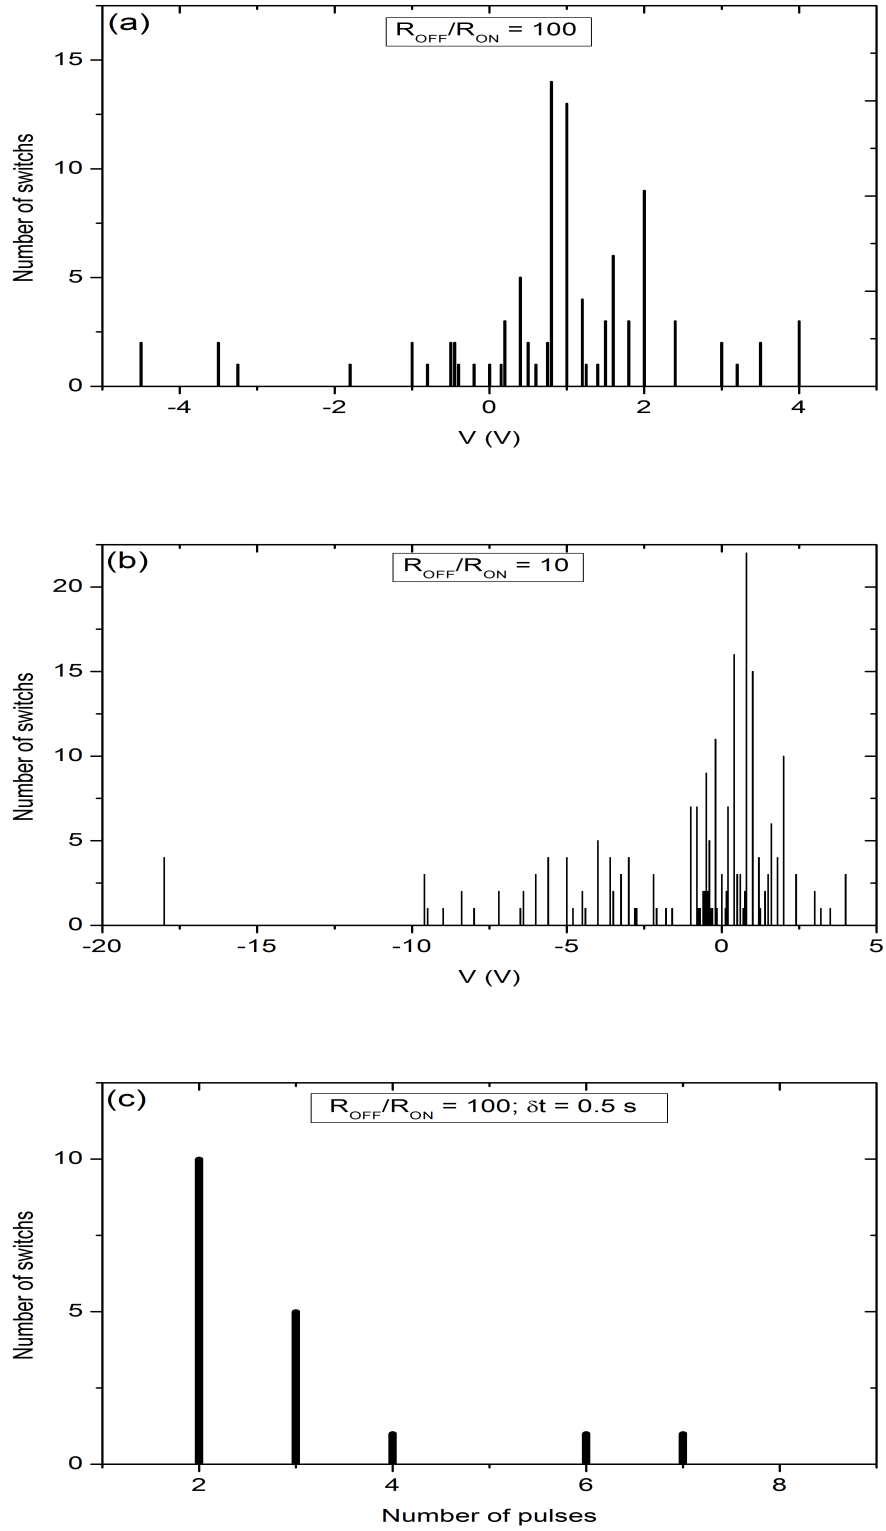 (a)
R_OFF/R_ON = 100
15
10
5
0
Number of switchs
-4 -2 0 2 4
V (V)
(b)
R_OFF/R_ON = 10
20
15
10
5
0
Number of switchs
-20 -15 -10 -5 0 5
V (V)
(c)
R_OFF/R_ON = 100; δt = 0.5 s
10
5
0
Number of switchs
2 4 6 8
Number of pulses